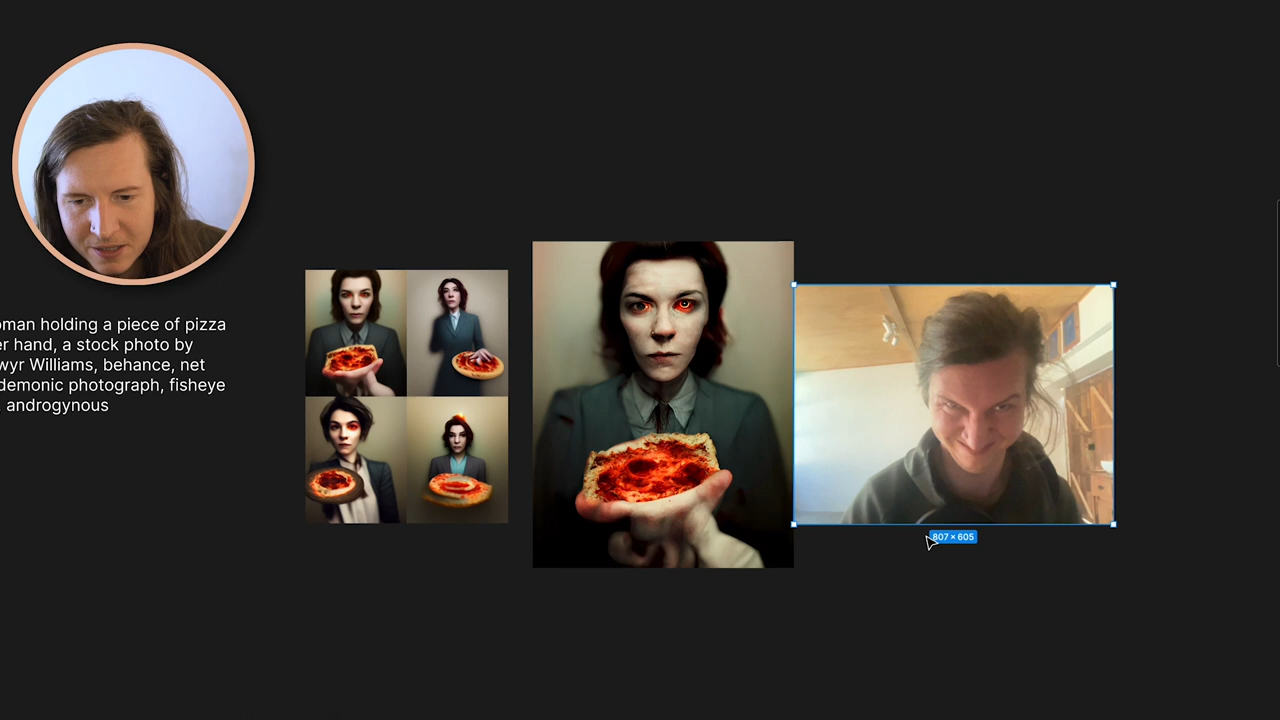 oman holding a piece of pizza
er hand, a stock photo by
wyr Williams, behance, net
demonic photograph, fisheye
androgynous
807 × 605